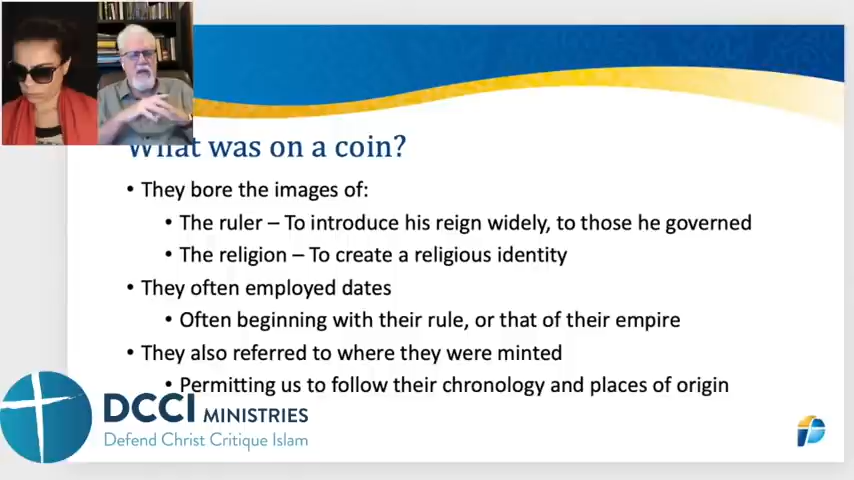 What was on a coin?
• They bore the images of:
• The ruler – To introduce his reign widely, to those he governed
• The religion – To create a religious identity
• They often employed dates
• Often beginning with their rule, or that of their empire
• They also referred to where they were minted
• Permitting us to follow their chronology and places of origin
DCCI MINISTRIES
Defend Christ Critique Islam